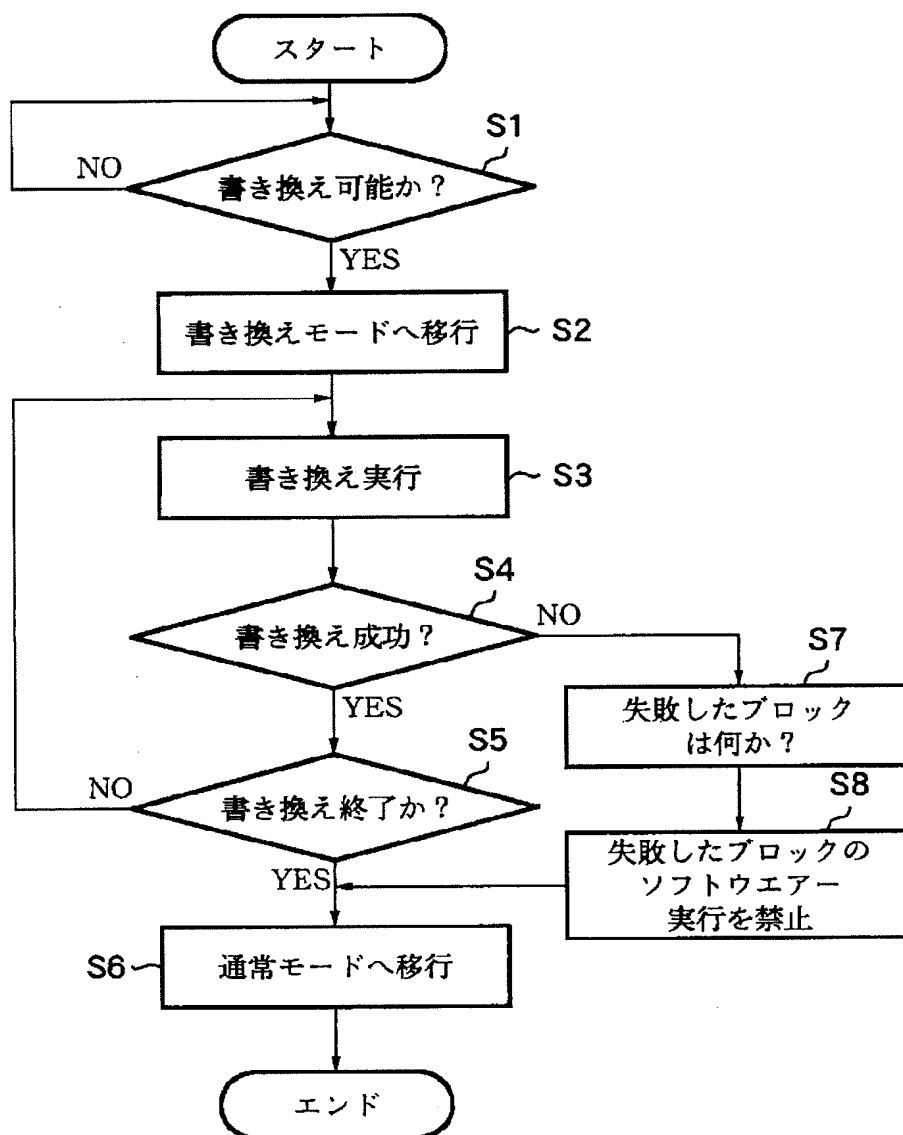 スタート
S1
NO
書き換え可能か？
YES
書き換えモードへ移行
S2
書き換え実行
S3
S4
書き換え成功？
NO
YES
S7
失敗したブロック
は何か？
S5
NO
書き換え終了か？
YES
S8
失敗したブロックの
ソフトウエアー
実行を禁止
S6
通常モードへ移行
エンド